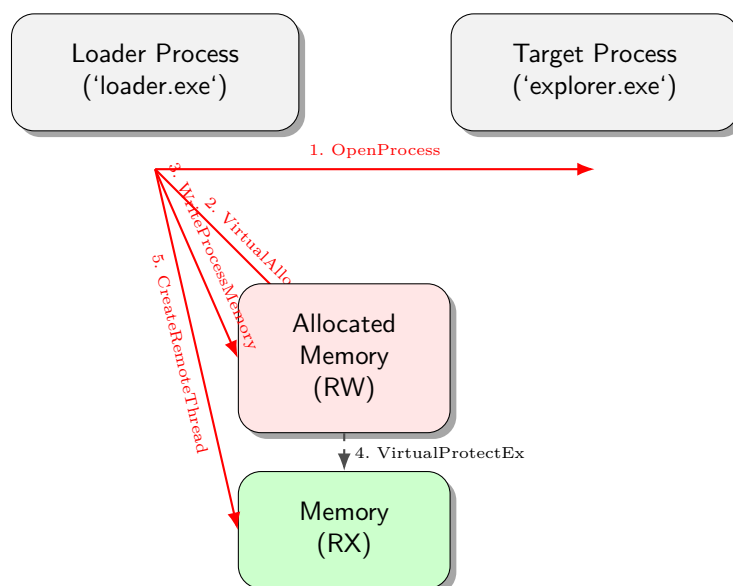 Loader Process
(‘loader.exe‘)
Target Process
(‘explorer.exe‘)
1. OpenProcess
2. VirtualAllo
3. WriteProcessMemory
5. CreateRemoteThread
Allocated
Memory
(RW)
4. VirtualProtectEx
Memory
(RX)